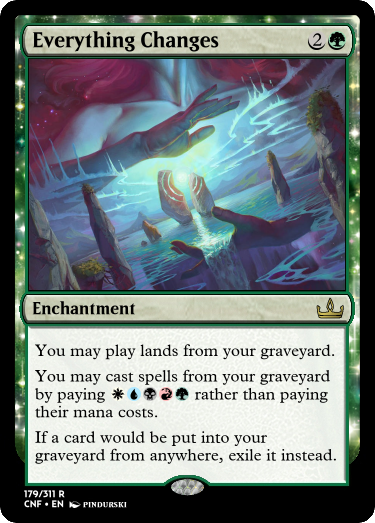 Everything Changes 2
Enchantment
You may play lands from your graveyard.
You may cast spells from your graveyard
by paying rather than paying
their mana costs.
If a card would be put into your
graveyard from anywhere, exile it instead.
179/311 R
CNF • EN PINDURSKI